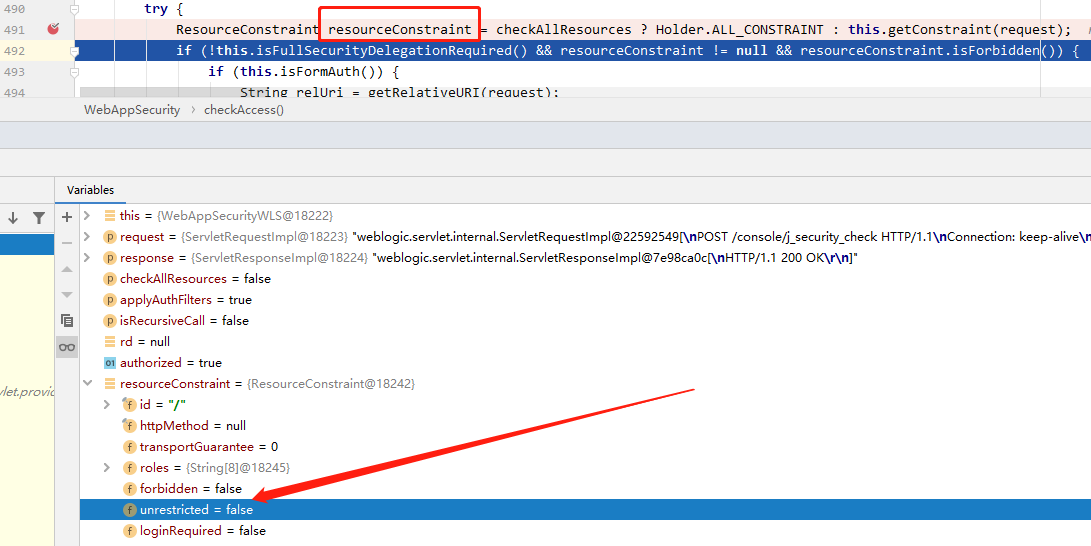 490 try {
491 ResourceConstraint resourceConstraint = checkAllResources ? Holder.ALL_CONSTRAINT : this.getConstraint(request);
492 if (!this.isFullSecurityDelegationRequired() && resourceConstraint != null && resourceConstraint.isForbidden()) {
493 if (this.isFormAuth()) {
494 String relUri = getRelativeURI(request);
WebAppSecurity › checkAccess()
Variables
this = {WebAppSecurityWLS@18222}
request = {ServletRequestImpl@18223} "weblogic.servlet.internal.ServletRequestImpl@22592549[\nPOST /console/j_security_check HTTP/1.1\nConnection: keep-alive\n
response = {ServletResponseImpl@18224} "weblogic.servlet.internal.ServletResponseImpl@7e98ca0c[\nHTTP/1.1 200 OK\r\n]"
checkAllResources = false
applyAuthFilters = true
isRecursiveCall = false
rd = null
authorized = true
resourceConstraint = {ResourceConstraint@18242}
vlet.provid
id = "/"
httpMethod = null
transportGuarantee = 0
roles = {String[8]@18245}
forbidden = false
unrestricted = false
loginRequired = false